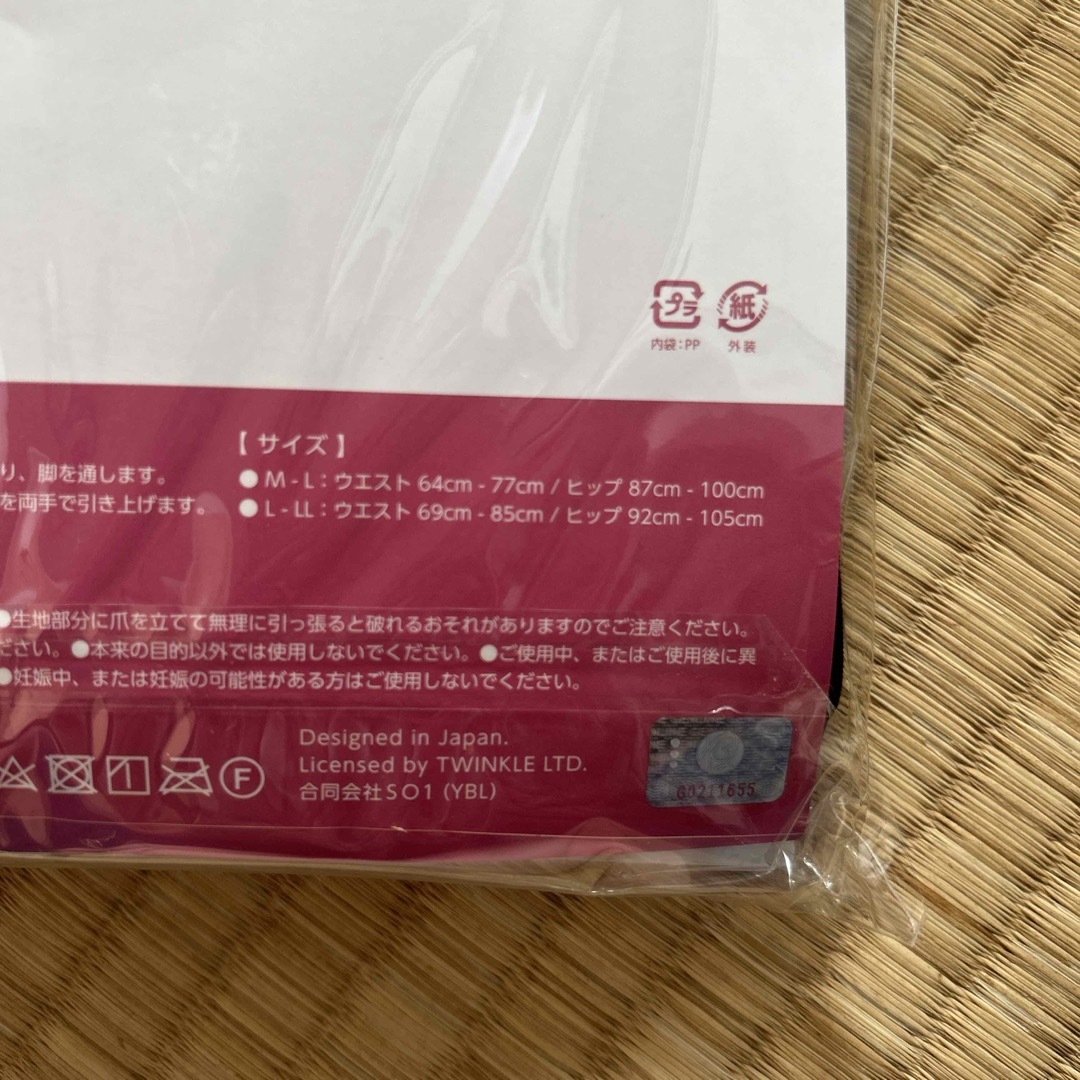 プラ 紙
内袋：PP 外装
【 サイズ 】
り、脚を通します。
● M - L：ウエスト 64cm - 77cm / ヒップ 87cm - 100cm
を両手で引き上げます。
● L - LL：ウエスト 69cm - 85cm / ヒップ 92cm - 105cm
●生地部分に爪を立てて無理に引っ張ると破れるおそれがありますのでご注意ください。
ださい。●本来の目的以外では使用しないでください。●ご使用中、またはご使用後に異
●妊娠中、または妊娠の可能性がある方はご使用しないでください。
Designed in Japan.
Licensed by TWINKLE LTD.
合同会社SO1 (YBL)
F